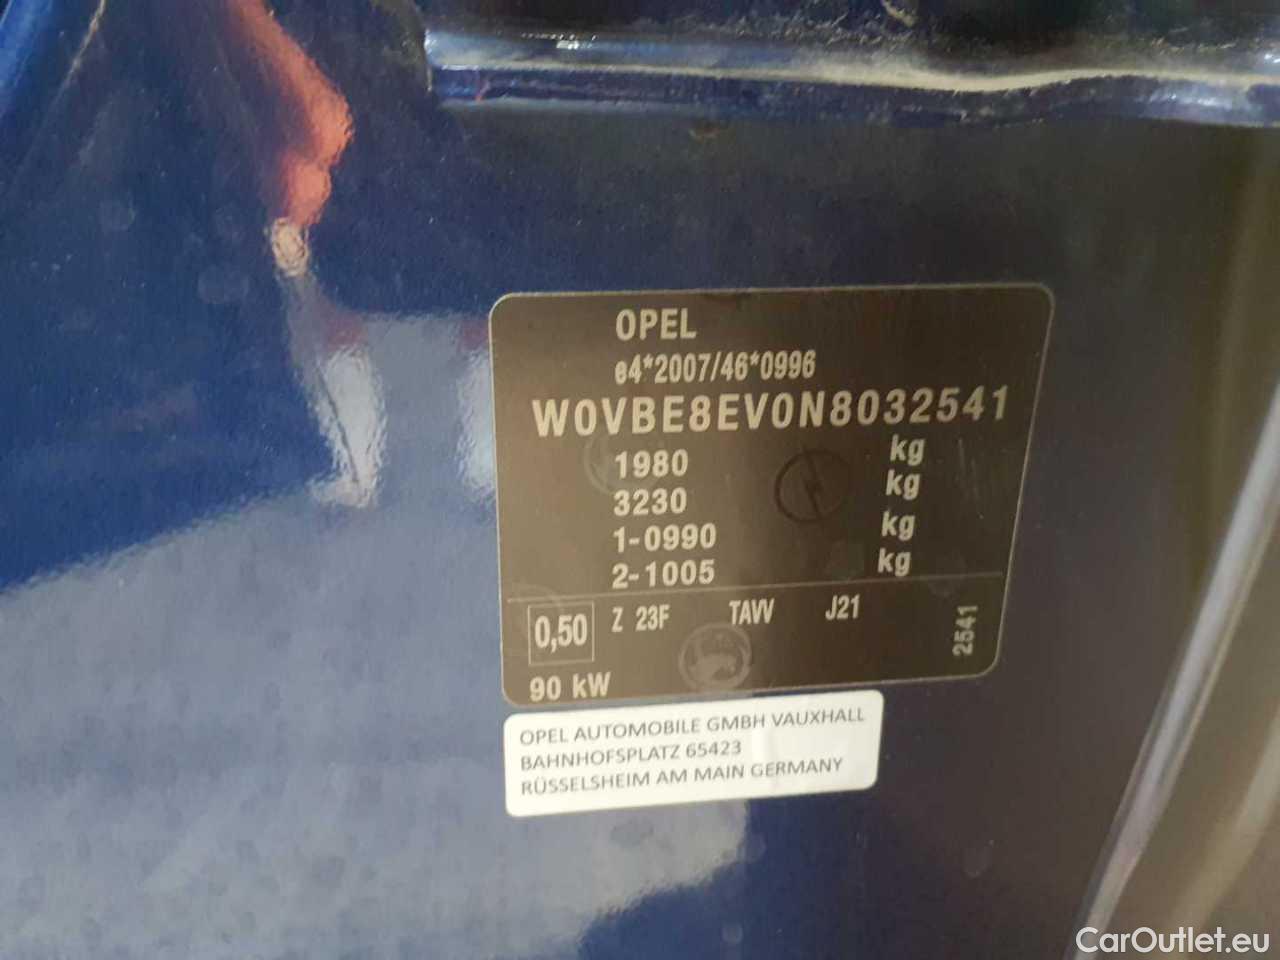 OPEL
e4*2007/46*0996
W0VBE8EV0N8032541
1980 kg
3230 kg
1-0990 kg
2-1005 kg
0,50 Z 23F TAVV J21
2541
90 kW
OPEL AUTOMOBILE GMBH VAUXHALL
BAHNHOFSPLATZ 65423
RÜSSELSHEIM AM MAIN GERMANY
CarOutlet.eu